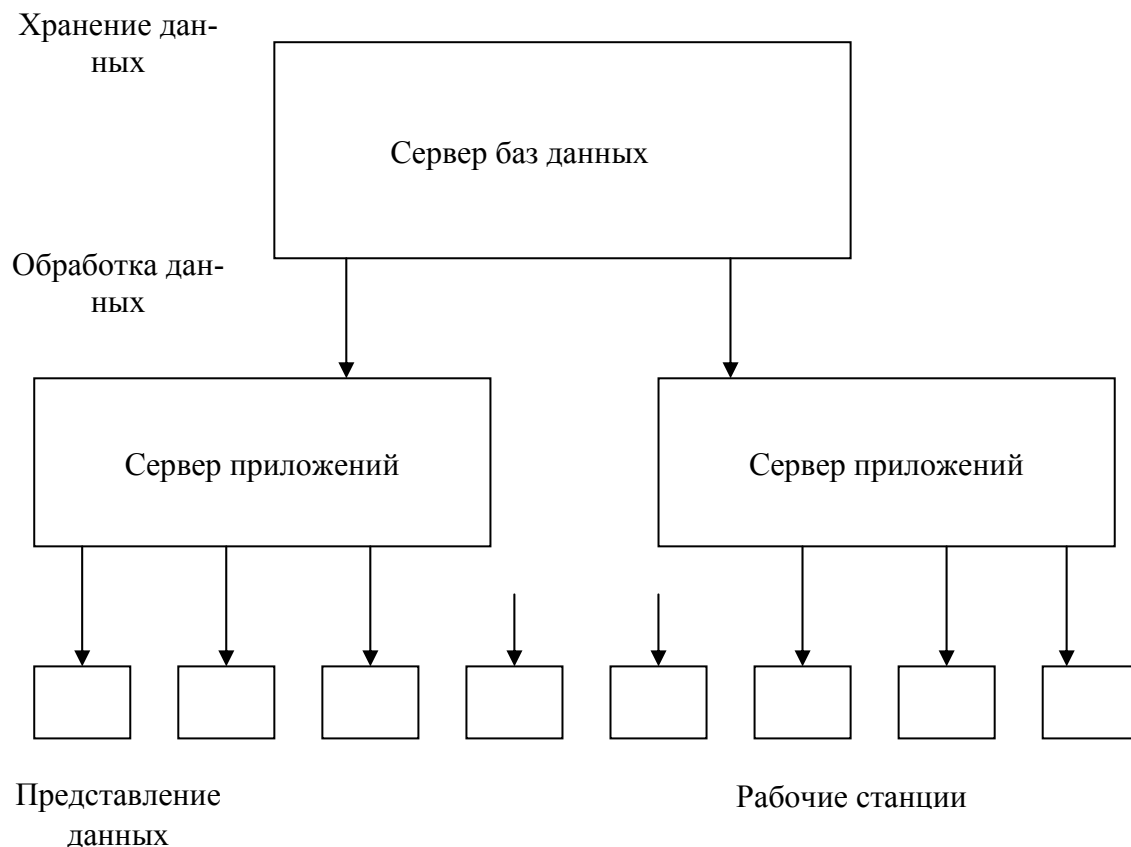 Хранение дан-
ных
Сервер баз данных
Обработка дан-
ных
Сервер приложений
Сервер приложений
Представление
данных
Рабочие станции